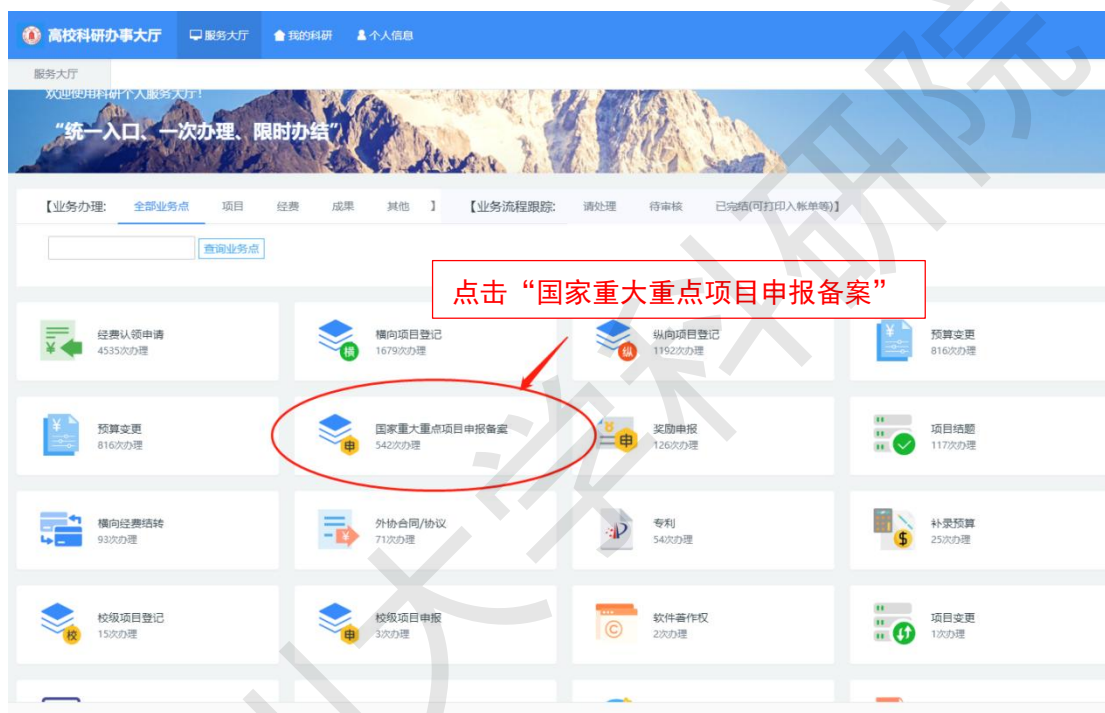 高校科研办事大厅 服务大厅 我的科研 个人信息
服务大厅
欢迎使用科研个人服务大厅!
“统一入口、一次办理、限时办结”
【业务办理: 全部业务点 项目 经费 成果 其他 】 【业务流程跟踪: 请处理 待审核 已完结(可打印入帐单等)】
查询业务点
点击“国家重大重点项目申报备案”
经费认领申请
4535次办理
横向项目登记
1679次办理
横
纵向项目登记
1192次办理
纵
预算变更
816次办理
预算变更
816次办理
国家重大重点项目申报备案
542次办理
申
奖励申报
126次办理
申
项目结题
117次办理
横向经费结转
93次办理
外协合同/协议
71次办理
专利
54次办理
补录预算
25次办理
校级项目登记
15次办理
校
校级项目申报
3次办理
申
软件著作权
2次办理
项目变更
1次办理
大学科研院